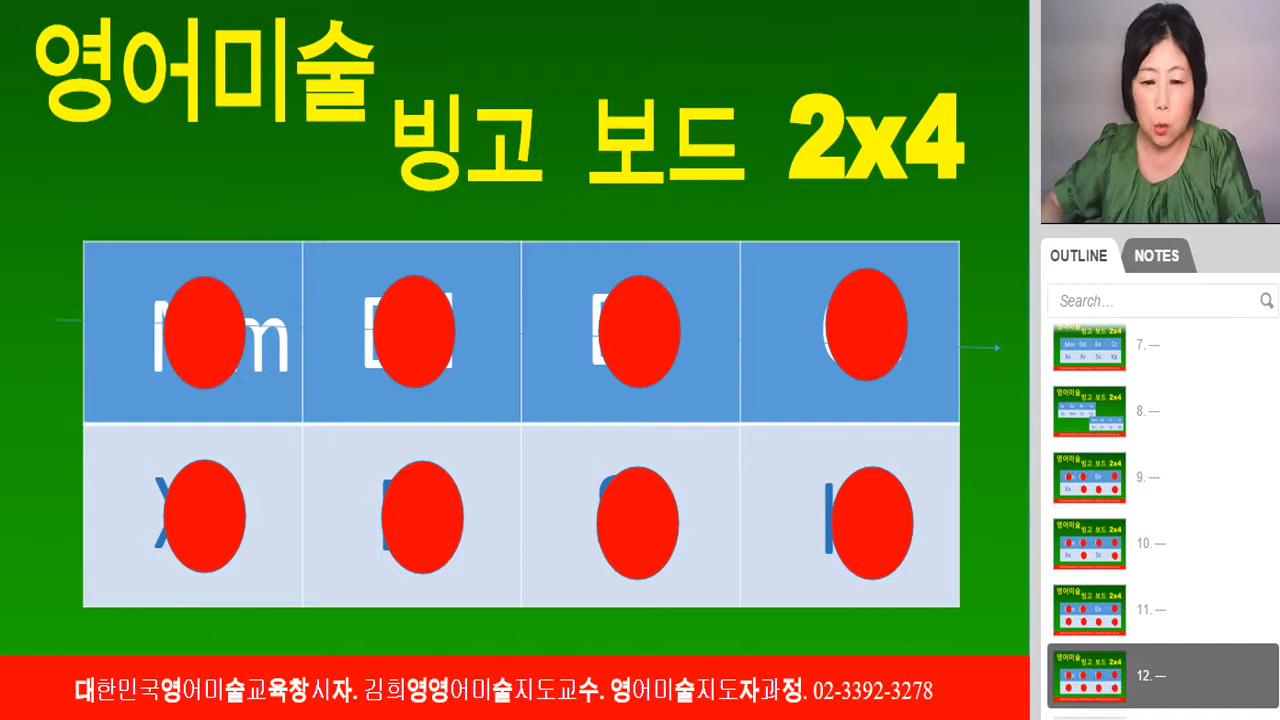 영어미술
빙고 보드 2x4
대한민국영어미술교육창시자. 김희영영어미술지도교수. 영어미술지도자과정. 02-3392-3278
OUTLINE
NOTES
Search...
7. ---
8. ---
9. ---
10. ---
11. ---
12. ---